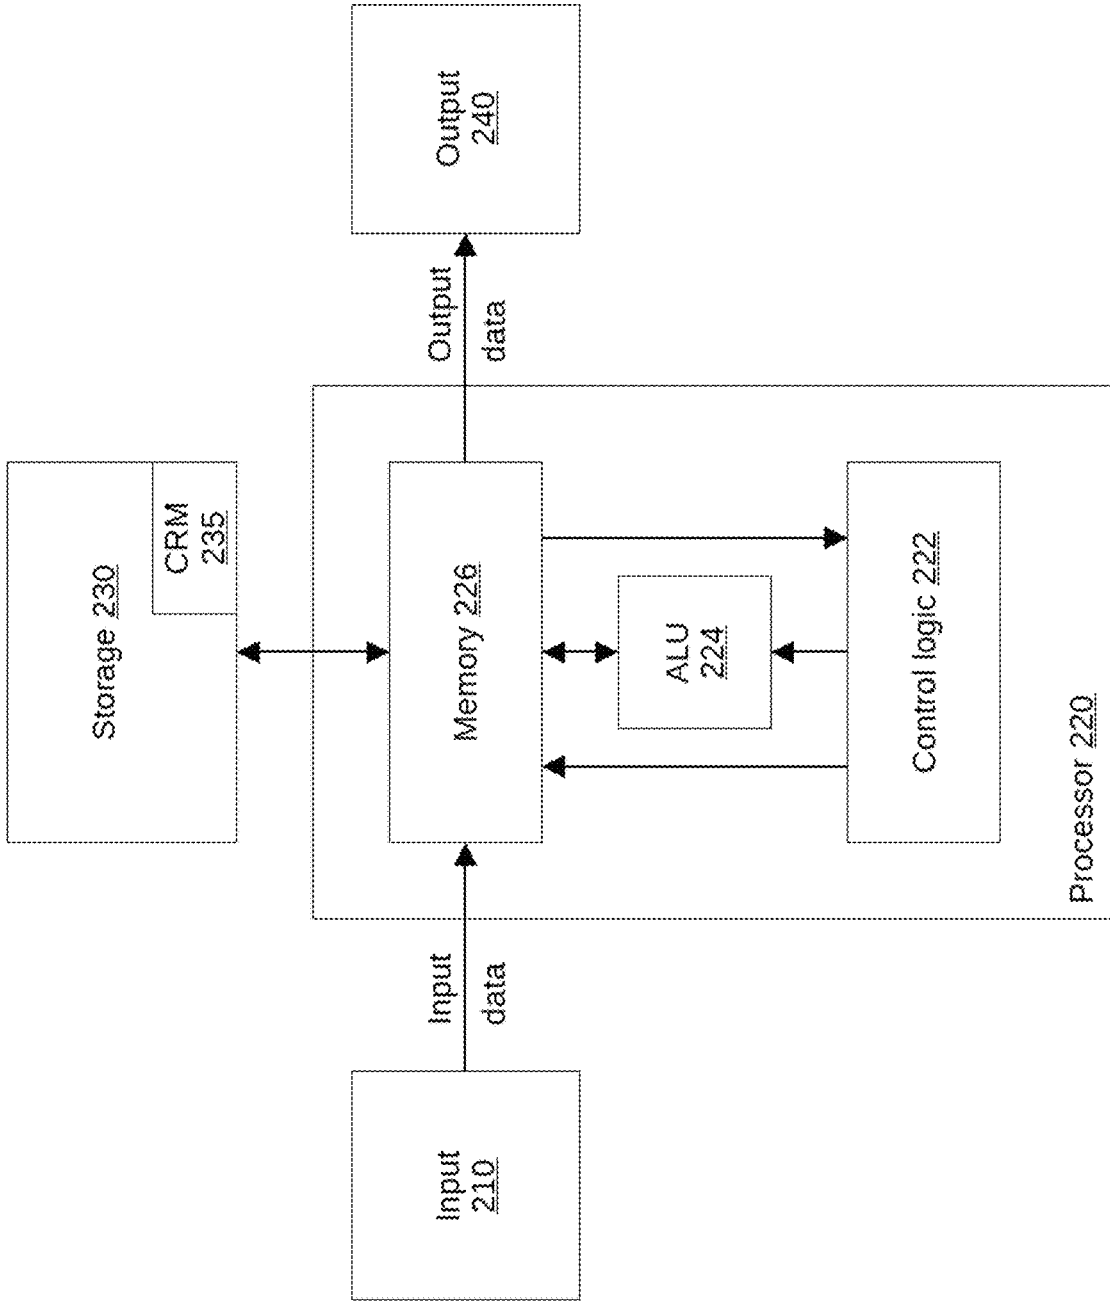 Storage 230
CRM
235
Input
210
Input
data
Memory 226
Output
data
Output
240
ALU
224
Control logic 222
Processor 220